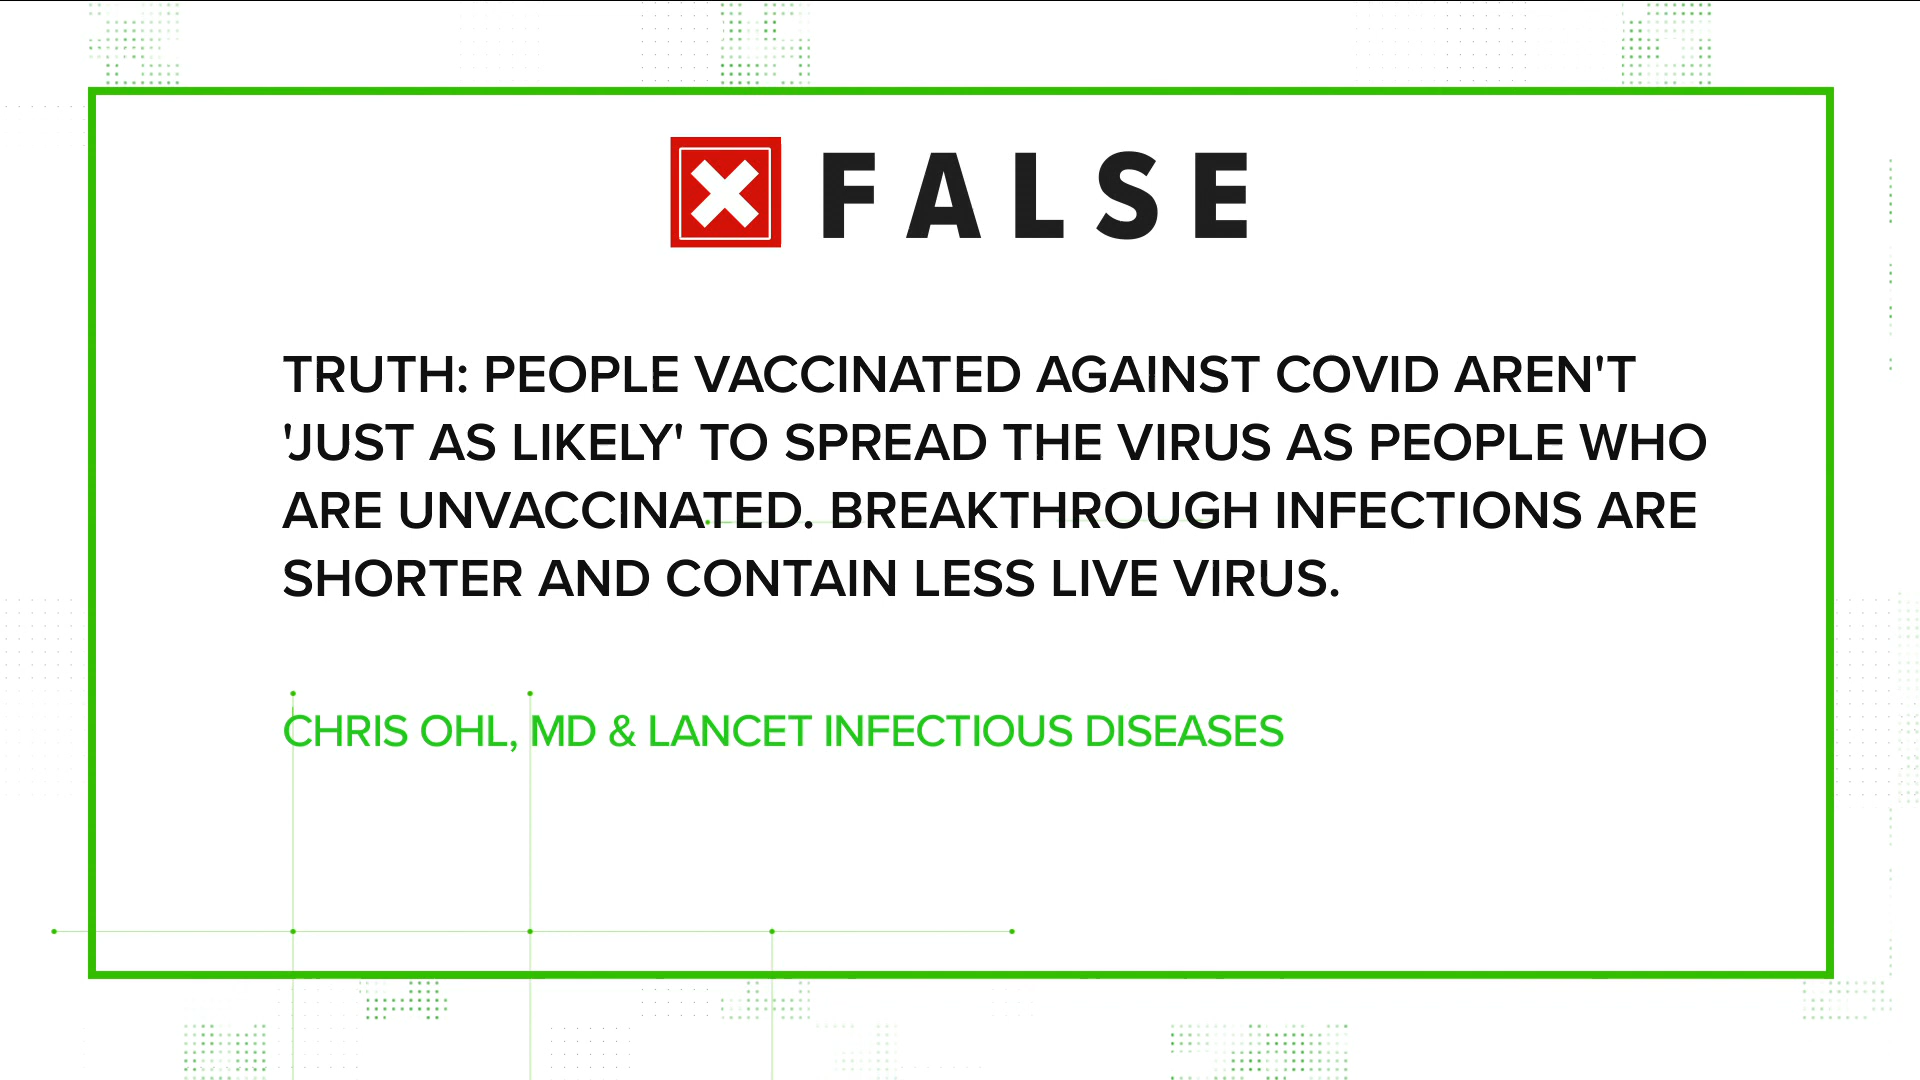 FALSE
TRUTH: PEOPLE VACCINATED AGAINST COVID AREN'T
'JUST AS LIKELY' TO SPREAD THE VIRUS AS PEOPLE WHO
ARE UNVACCINATED. BREAKTHROUGH INFECTIONS ARE
SHORTER AND CONTAIN LESS LIVE VIRUS.
CHRIS OHL, MD & LANCET INFECTIOUS DISEASES